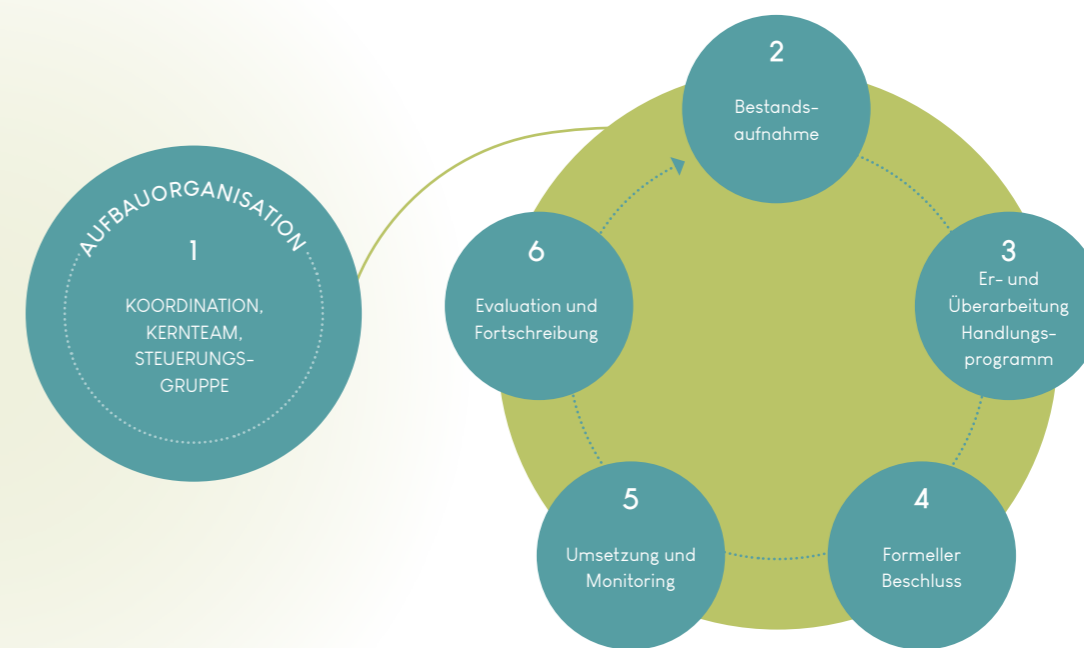 AUFBAUORGANISATION
1
KOORDINATION,
KERNTEAM,
STEUERUNGS-
GRUPPE
2
Bestands-
aufnahme
3
Er- und
Überarbeitung
Handlungs-
programm
4
Formeller
Beschluss
5
Umsetzung und
Monitoring
6
Evaluation und
Fortschreibung